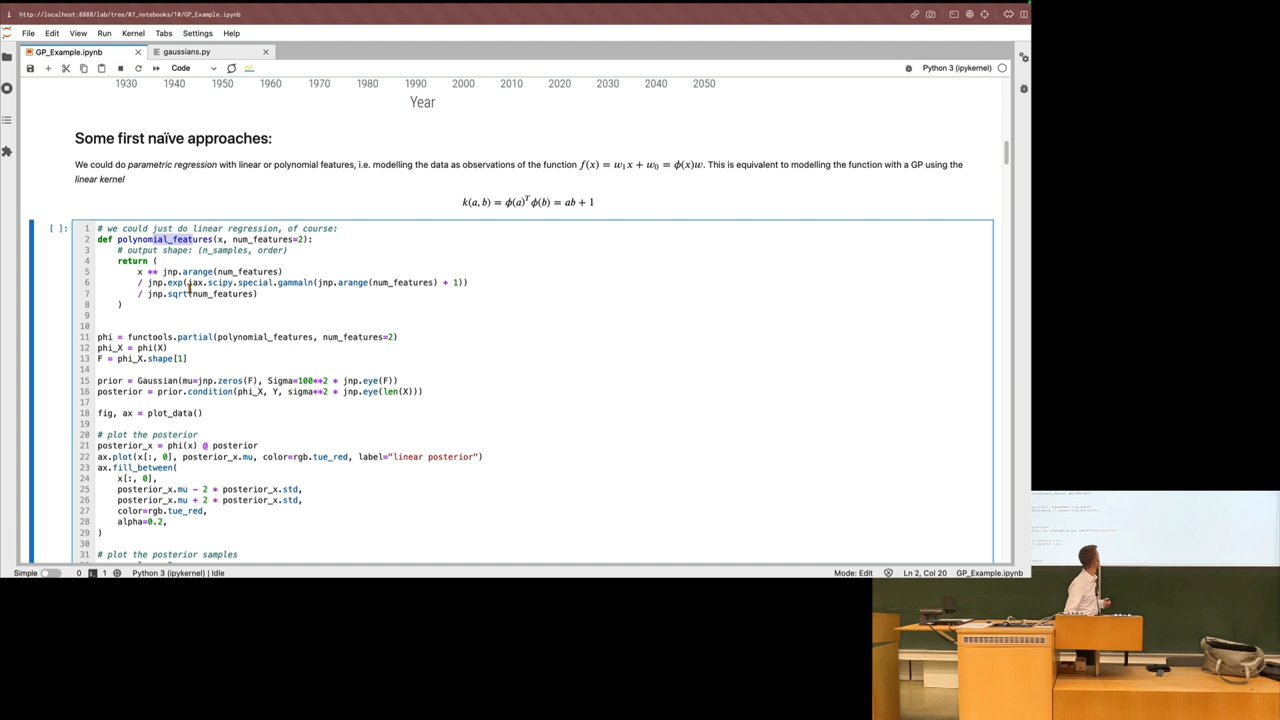 http://localhost:8888/lab/tree/07_notebooks/10/GP_Example.ipynb
File Edit View Run Kernel Tabs Settings Help
GP_Example.ipynb gaussians.py
Code Python 3 (ipykernel)
1930 1940 1950 1960 1970 1980 1990 2000 2010 2020 2030 2040 2050
Year
Some first naïve approaches:
We could do parametric regression with linear or polynomial features, i.e. modelling the data as observations of the function f(x) = w₁x + w₀ = ϕ(x)w. This is equivalent to modelling the function with a GP using the
linear kernel
k(a, b) = ϕ(a)ᵀϕ(b) = ab + 1
[ ]: 1 # we could just do linear regression, of course:
2 def polynomial_features(x, num_features=2):
3 # output shape: (n_samples, order)
4 return (
5 x ** jnp.arange(num_features)
6 / jnp.exp(jax.scipy.special.gammaln(jnp.arange(num_features) + 1))
7 / jnp.sqrt(num_features)
8 )
9
10
11 phi = functools.partial(polynomial_features, num_features=2)
12 phi_X = phi(X)
13 F = phi_X.shape[1]
14
15 prior = Gaussian(mu=jnp.zeros(F), Sigma=100**2 * jnp.eye(F))
16 posterior = prior.condition(phi_X, Y, sigma**2 * jnp.eye(len(X)))
17
18 fig, ax = plot_data()
19
20 # plot the posterior
21 posterior_x = phi(x) @ posterior
22 ax.plot(x[:, 0], posterior_x.mu, color=rgb.tue_red, label="linear posterior")
23 ax.fill_between(
24 x[:, 0],
25 posterior_x.mu - 2 * posterior_x.std,
26 posterior_x.mu + 2 * posterior_x.std,
27 color=rgb.tue_red,
28 alpha=0.2,
29 )
30
31 # plot the posterior samples
Simple 0 1 Python 3 (ipykernel) | Idle Mode: Edit Ln 2, Col 20 GP_Example.ipynb